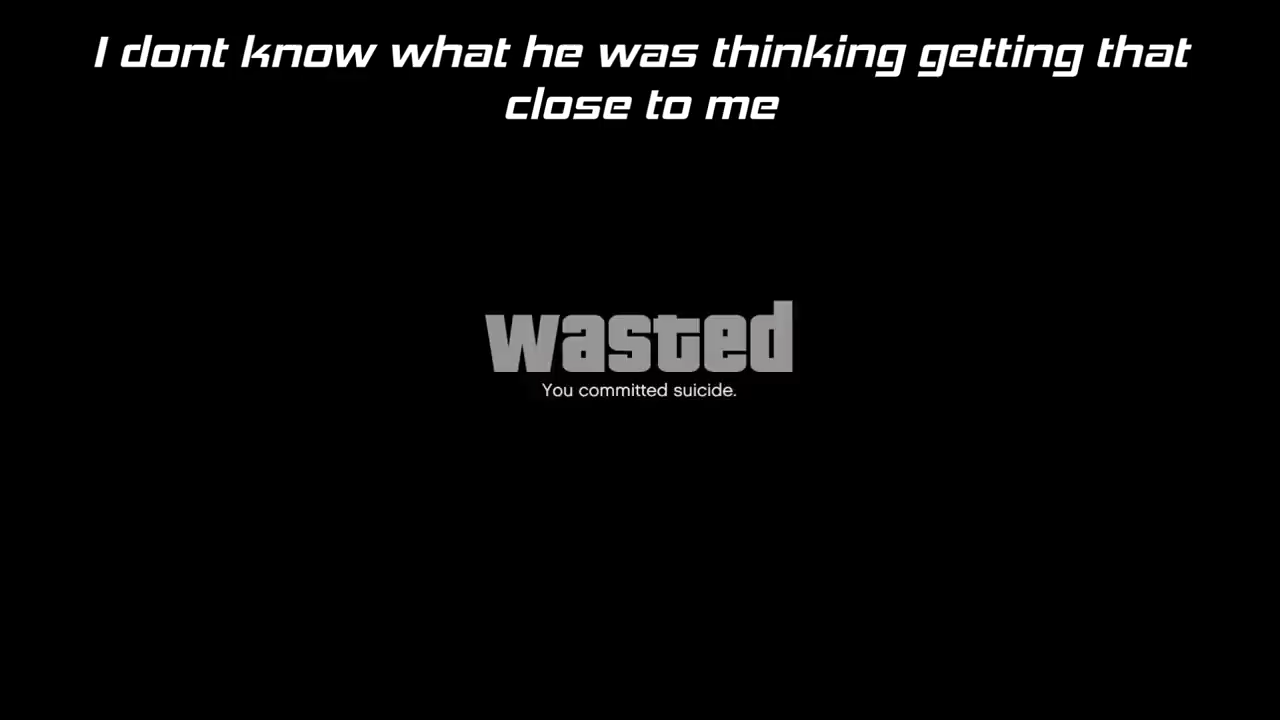 I dont know what he was thinking getting that
close to me
wasted
You committed suicide.